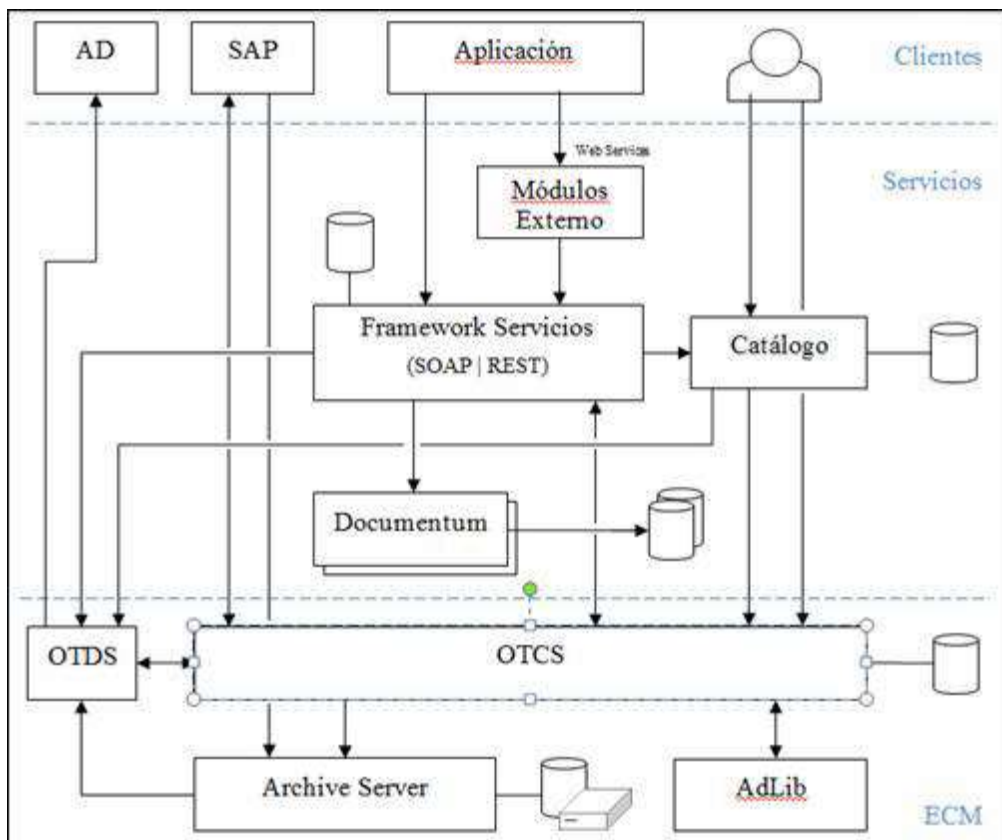 AD
SAP
Aplicación
Clientes
Web Services
Servicios
Módulos
Externo
Framework Servicios
(SOAP | REST)
Catálogo
Documentum
OTDS
OTCS
Archive Server
AdLib
ECM